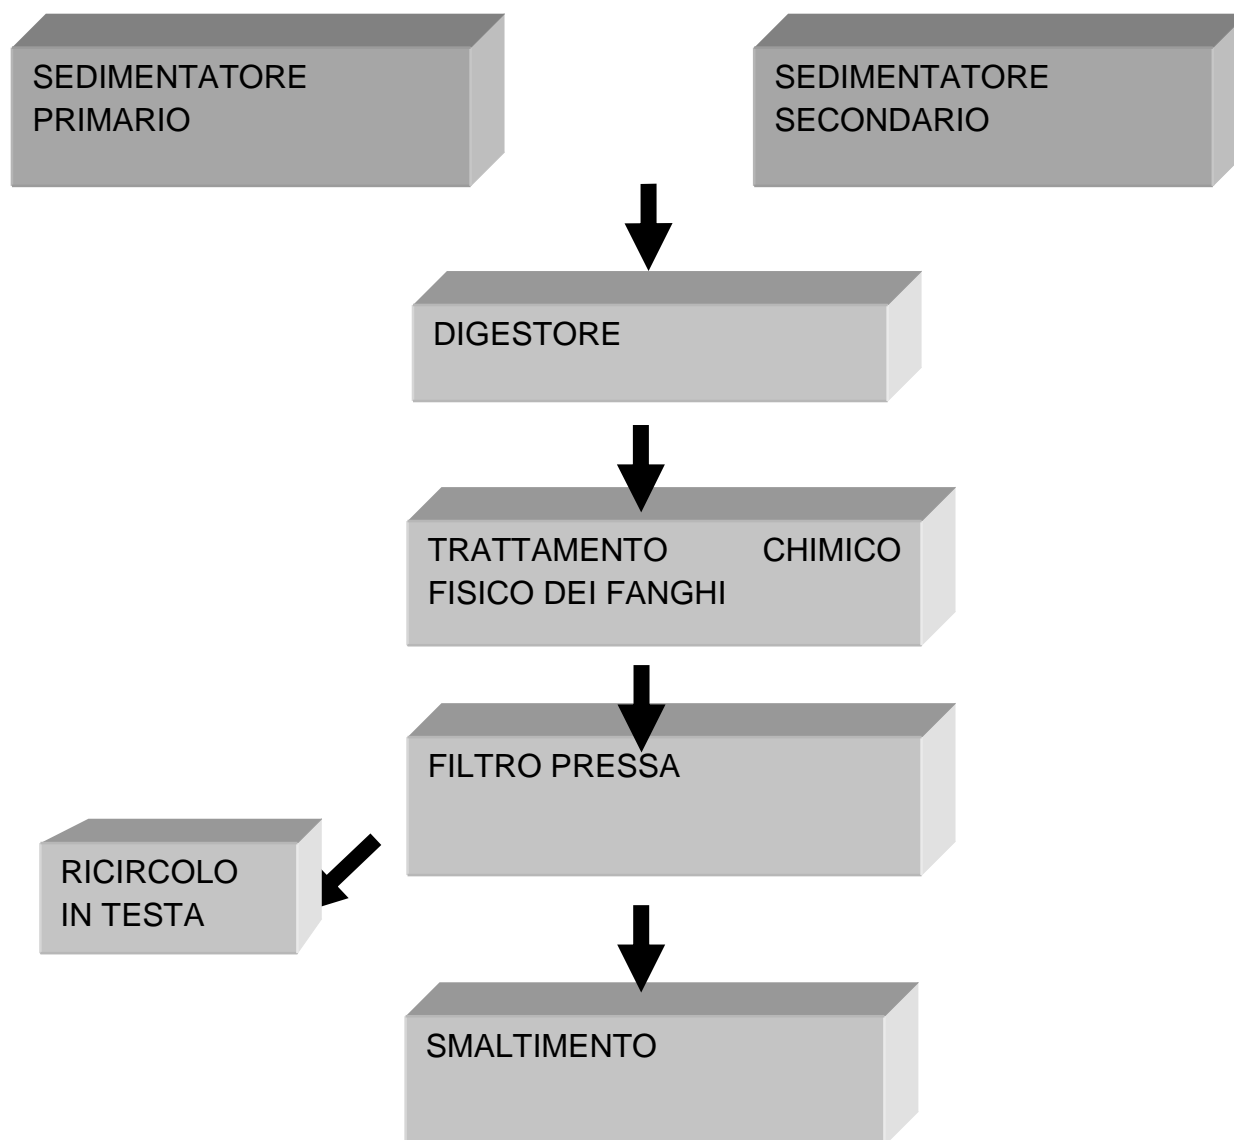 SEDIMENTATORE
PRIMARIO
SEDIMENTATORE
SECONDARIO
DIGESTORE
TRATTAMENTO CHIMICO
FISICO DEI FANGHI
FILTRO PRESSA
RICIRCOLO
IN TESTA
SMALTIMENTO